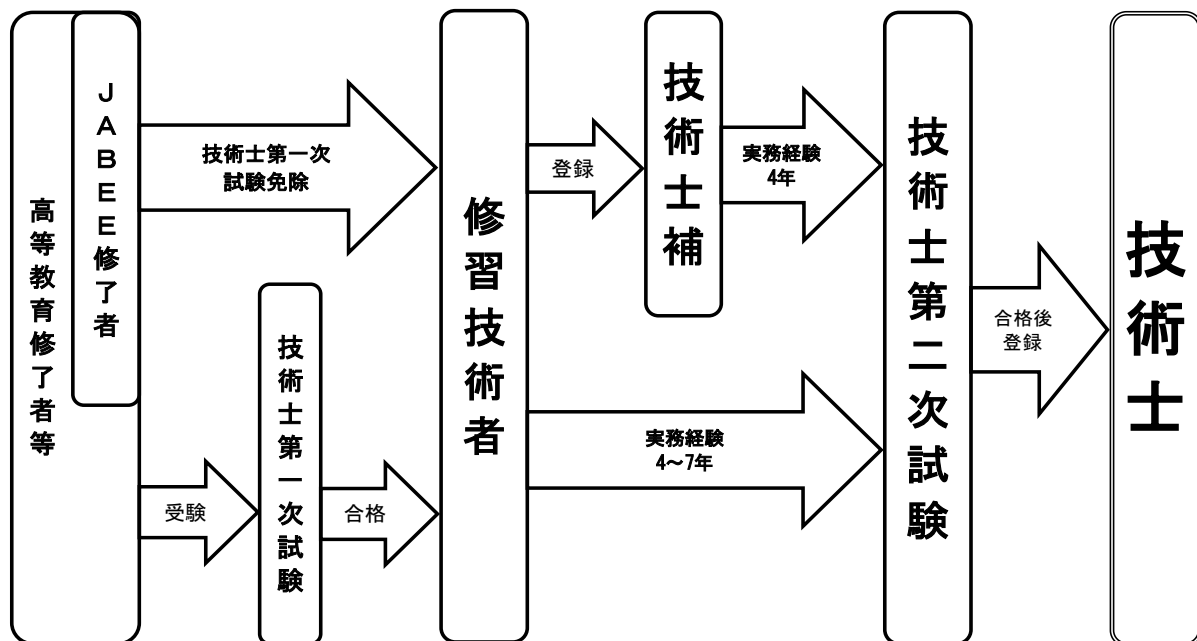 高等教育修了者等
ＪＡＢＥＥ修了者
技術士第一次
試験免除
受験
技術士第一次試験
合格
修習技術者
登録
技術士補
実務経験
4年
実務経験
4～7年
技術士第二次試験
合格後
登録
技術士